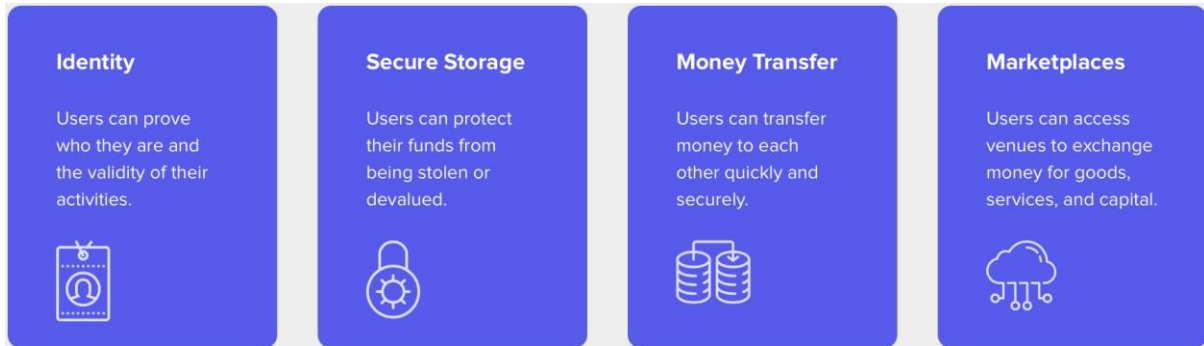 Identity
Users can prove
who they are and
the validity of their
activities.
Secure Storage
Users can protect
their funds from
being stolen or
devalued.
Money Transfer
Users can transfer
money to each
other quickly and
securely.
Marketplaces
Users can access
venues to exchange
money for goods,
services, and capital.